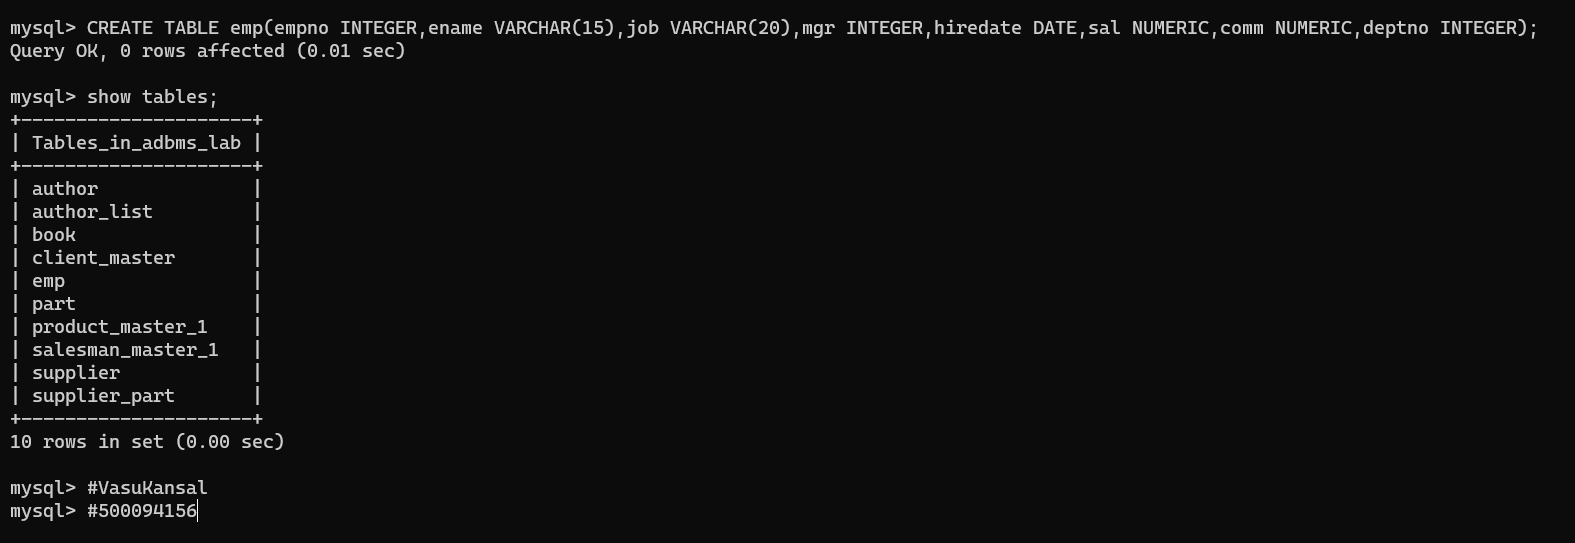 mysql> CREATE TABLE emp(empno INTEGER,ename VARCHAR(15),job VARCHAR(20),mgr INTEGER,hiredate DATE,sal NUMERIC,comm NUMERIC,deptno INTEGER);
Query OK, 0 rows affected (0.01 sec)
mysql> show tables;
+---------------------+
| Tables_in_adbms_lab |
+---------------------+
| author              |
| author_list         |
| book                |
| client_master       |
| emp                 |
| part                |
| product_master_1    |
| salesman_master_1   |
| supplier            |
| supplier_part       |
+---------------------+
10 rows in set (0.00 sec)
mysql> #VasuKansal
mysql> #500094156